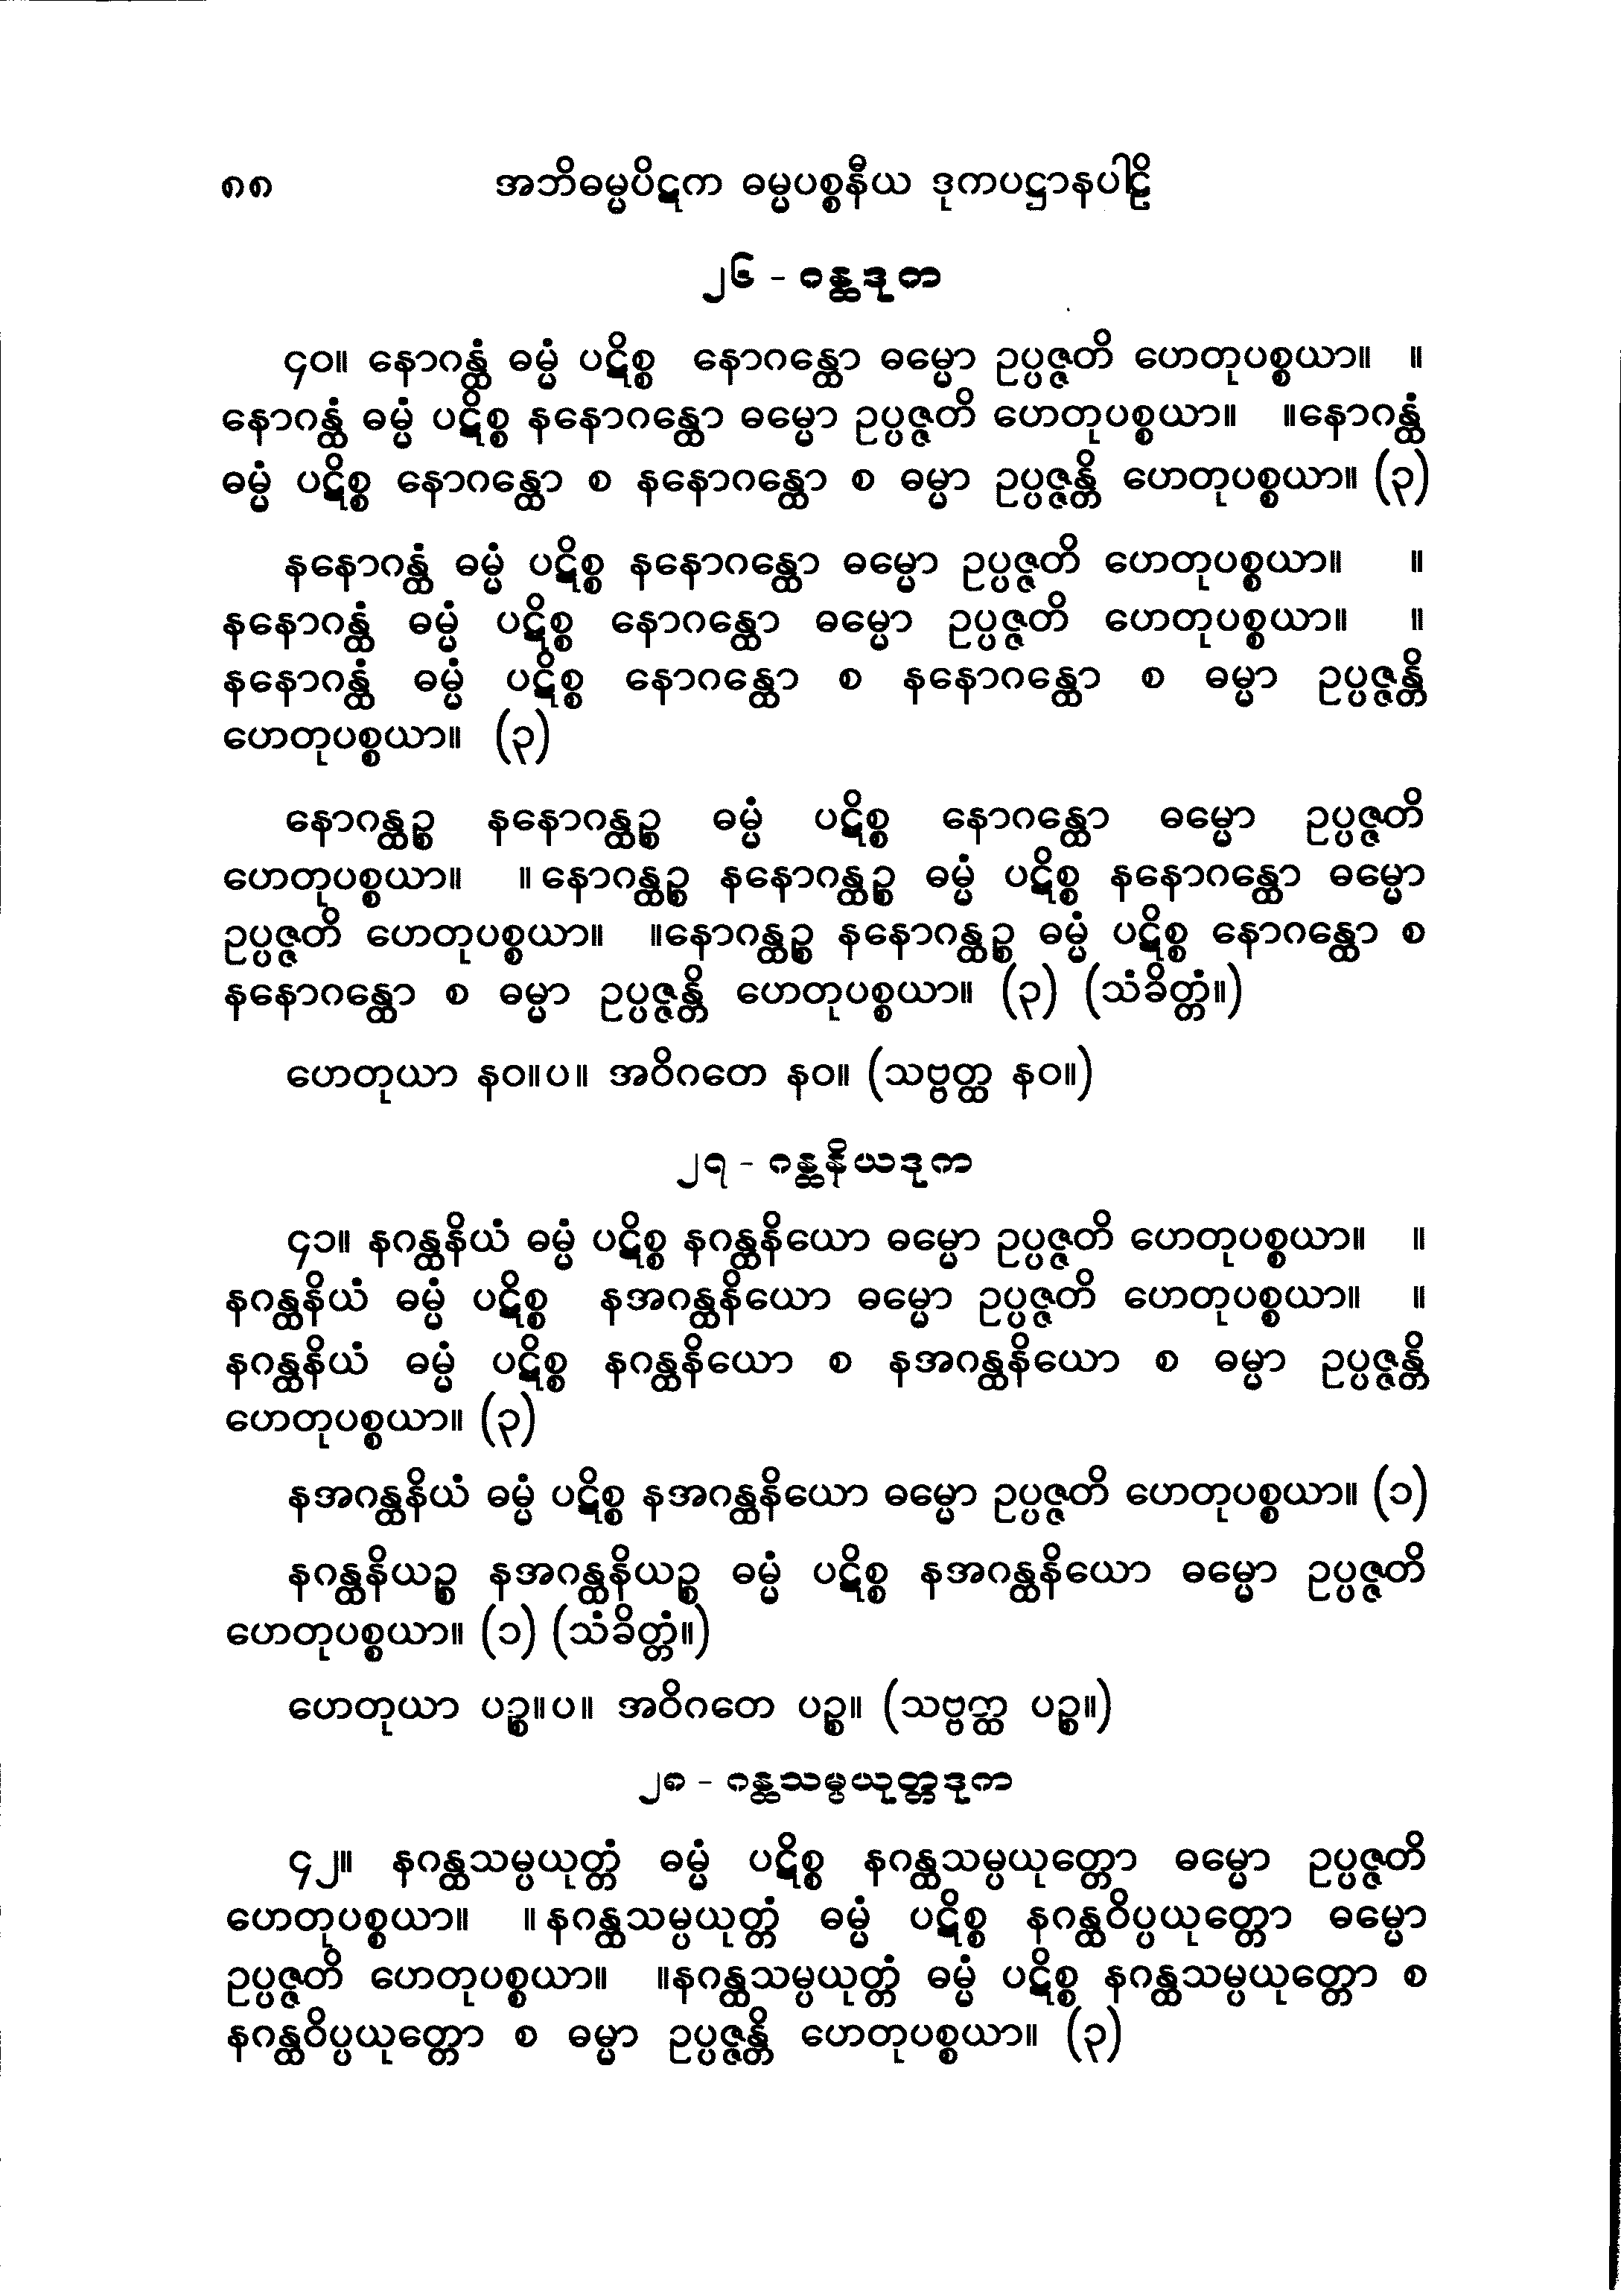 ၈၈ အဘိဓမ္မပိဋက ဓမ္မပစ္စနီယ ဒုကပဋ္ဌာနပါဠိ
၂၆ - ဂန္ထဒုက
၄၀။ နောဂန္ထံ ဓမ္မံ ပဋိစ္စ နောဂန္ထော ဓမ္မော ဥပ္ပဇ္ဇတိ ဟေတုပစ္စယာ။ ။
နောဂန္ထံ ဓမ္မံ ပဋိစ္စ နနောဂန္ထော ဓမ္မော ဥပ္ပဇ္ဇတိ ဟေတုပစ္စယာ။ ။နောဂန္ထံ
ဓမ္မံ ပဋိစ္စ နောဂန္ထော စ နနောဂန္ထော စ ဓမ္မာ ဥပ္ပဇ္ဇန္တိ ဟေတုပစ္စယာ။ (၃)
နနောဂန္ထံ ဓမ္မံ ပဋိစ္စ နနောဂန္ထော ဓမ္မော ဥပ္ပဇ္ဇတိ ဟေတုပစ္စယာ။ ။
နနောဂန္ထံ ဓမ္မံ ပဋိစ္စ နောဂန္ထော ဓမ္မော ဥပ္ပဇ္ဇတိ ဟေတုပစ္စယာ။ ။
နနောဂန္ထံ ဓမ္မံ ပဋိစ္စ နောဂန္ထော စ နနောဂန္ထော စ ဓမ္မာ ဥပ္ပဇ္ဇန္တိ
ဟေတုပစ္စယာ။ (၃)
နောဂန္ထဉ္စ နနောဂန္ထဉ္စ ဓမ္မံ ပဋိစ္စ နောဂန္ထော ဓမ္မော ဥပ္ပဇ္ဇတိ
ဟေတုပစ္စယာ။ ။နောဂန္ထဉ္စ နနောဂန္ထဉ္စ ဓမ္မံ ပဋိစ္စ နနောဂန္ထော ဓမ္မော
ဥပ္ပဇ္ဇတိ ဟေတုပစ္စယာ။ ။နောဂန္ထဉ္စ နနောဂန္ထဉ္စ ဓမ္မံ ပဋိစ္စ နောဂန္ထော စ
နနောဂန္ထော စ ဓမ္မာ ဥပ္ပဇ္ဇန္တိ ဟေတုပစ္စယာ။ (၃) (သံခိတ္တံ။)
ဟေတုယာ နဝ။ပ။ အဝိဂတေ နဝ။ (သဗ္ဗတ္ထ နဝ။)
၂၇ - ဂန္ထနိယဒုက
၄၁။ နဂန္ထနိယံ ဓမ္မံ ပဋိစ္စ နဂန္ထနိယော ဓမ္မော ဥပ္ပဇ္ဇတိ ဟေတုပစ္စယာ။ ။
နဂန္ထနိယံ ဓမ္မံ ပဋိစ္စ နအဂန္ထနိယော ဓမ္မော ဥပ္ပဇ္ဇတိ ဟေတုပစ္စယာ။ ။
နဂန္ထနိယံ ဓမ္မံ ပဋိစ္စ နဂန္ထနိယော စ နအဂန္ထနိယော စ ဓမ္မာ ဥပ္ပဇ္ဇန္တိ
ဟေတုပစ္စယာ။ (၃)
နအဂန္ထနိယံ ဓမ္မံ ပဋိစ္စ နအဂန္ထနိယော ဓမ္မော ဥပ္ပဇ္ဇတိ ဟေတုပစ္စယာ။ (၁)
နဂန္ထနိယဉ္စ နအဂန္ထနိယဉ္စ ဓမ္မံ ပဋိစ္စ နအဂန္ထနိယော ဓမ္မော ဥပ္ပဇ္ဇတိ
ဟေတုပစ္စယာ။ (၁) (သံခိတ္တံ။)
ဟေတုယာ ပဉ္စ။ပ။ အဝိဂတေ ပဉ္စ။ (သဗ္ဗတ္ထ ပဉ္စ။)
၂၈ - ဂန္ထသမ္ပယုတ္တဒုက
၄၂။ နဂန္ထသမ္ပယုတ္တံ ဓမ္မံ ပဋိစ္စ နဂန္ထသမ္ပယုတ္တော ဓမ္မော ဥပ္ပဇ္ဇတိ
ဟေတုပစ္စယာ။ ။နဂန္ထသမ္ပယုတ္တံ ဓမ္မံ ပဋိစ္စ နဂန္ထဝိပ္ပယုတ္တော ဓမ္မော
ဥပ္ပဇ္ဇတိ ဟေတုပစ္စယာ။ ။နဂန္ထသမ္ပယုတ္တံ ဓမ္မံ ပဋိစ္စ နဂန္ထသမ္ပယုတ္တော စ
နဂန္ထဝိပ္ပယုတ္တော စ ဓမ္မာ ဥပ္ပဇ္ဇန္တိ ဟေတုပစ္စယာ။ (၃)